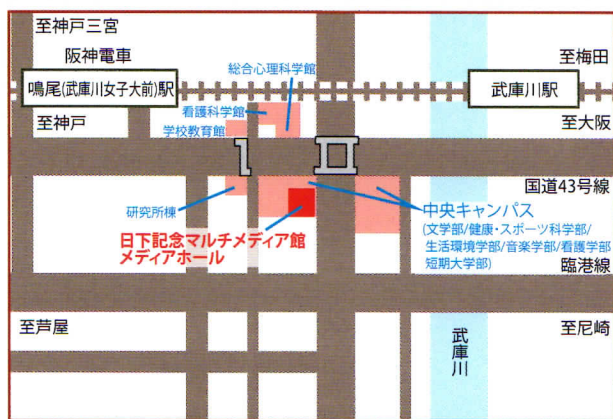 至神戸三宮
阪神電車
至梅田
総合心理科学館
鳴尾(武庫川女子大前)駅
武庫川駅
看護科学館
至神戸
至大阪
学校教育館
国道43号線
研究所棟
中央キャンパス
(文学部/健康・スポーツ科学部/
生活環境学部/音楽学部/看護学部
短期大学部)
日下記念マルチメディア館
メディアホール
臨港線
至芦屋
武庫川
至尼崎